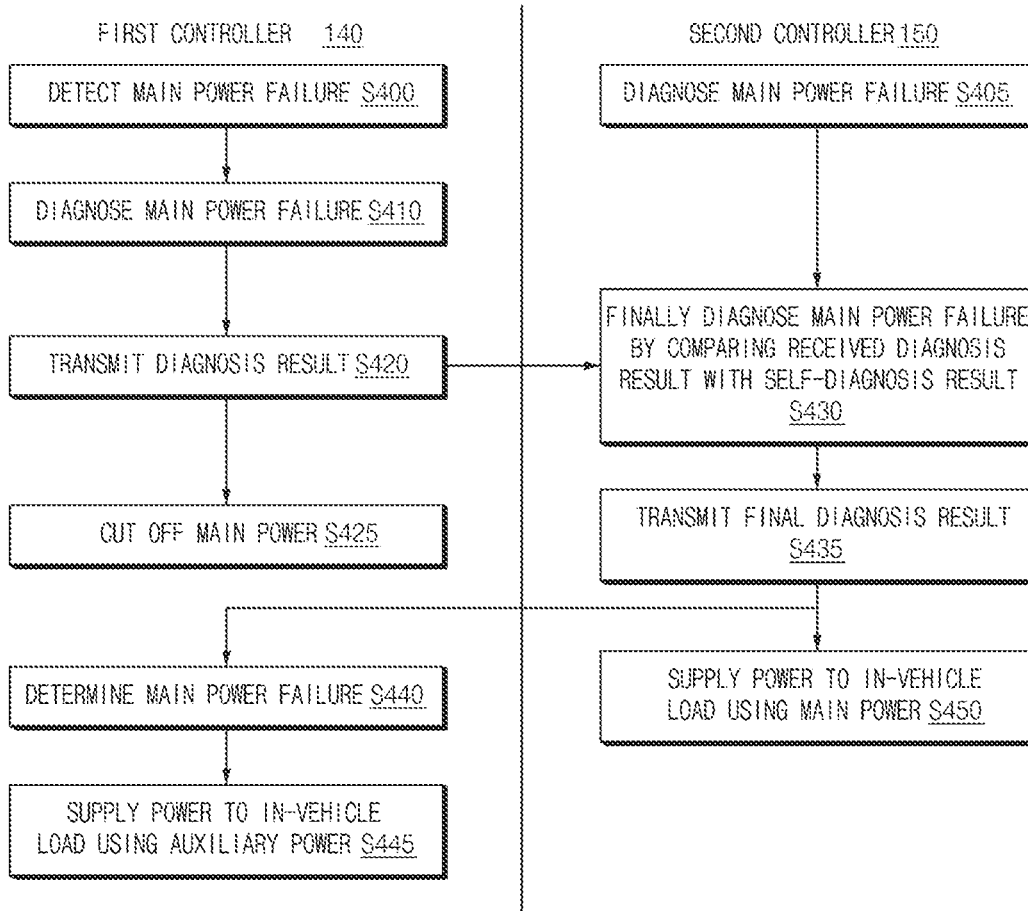 FIRST CONTROLLER 140
DETECT MAIN POWER FAILURE S400
DIAGNOSE MAIN POWER FAILURE S410
TRANSMIT DIAGNOSIS RESULT S420
CUT OFF MAIN POWER S425
DETERMINE MAIN POWER FAILURE S440
SUPPLY POWER TO IN-VEHICLE
LOAD USING AUXILIARY POWER S445
SECOND CONTROLLER 150
DIAGNOSE MAIN POWER FAILURE S405
FINALLY DIAGNOSE MAIN POWER FAILURE
BY COMPARING RECEIVED DIAGNOSIS
RESULT WITH SELF-DIAGNOSIS RESULT
S430
TRANSMIT FINAL DIAGNOSIS RESULT
S435
SUPPLY POWER TO IN-VEHICLE
LOAD USING MAIN POWER S450